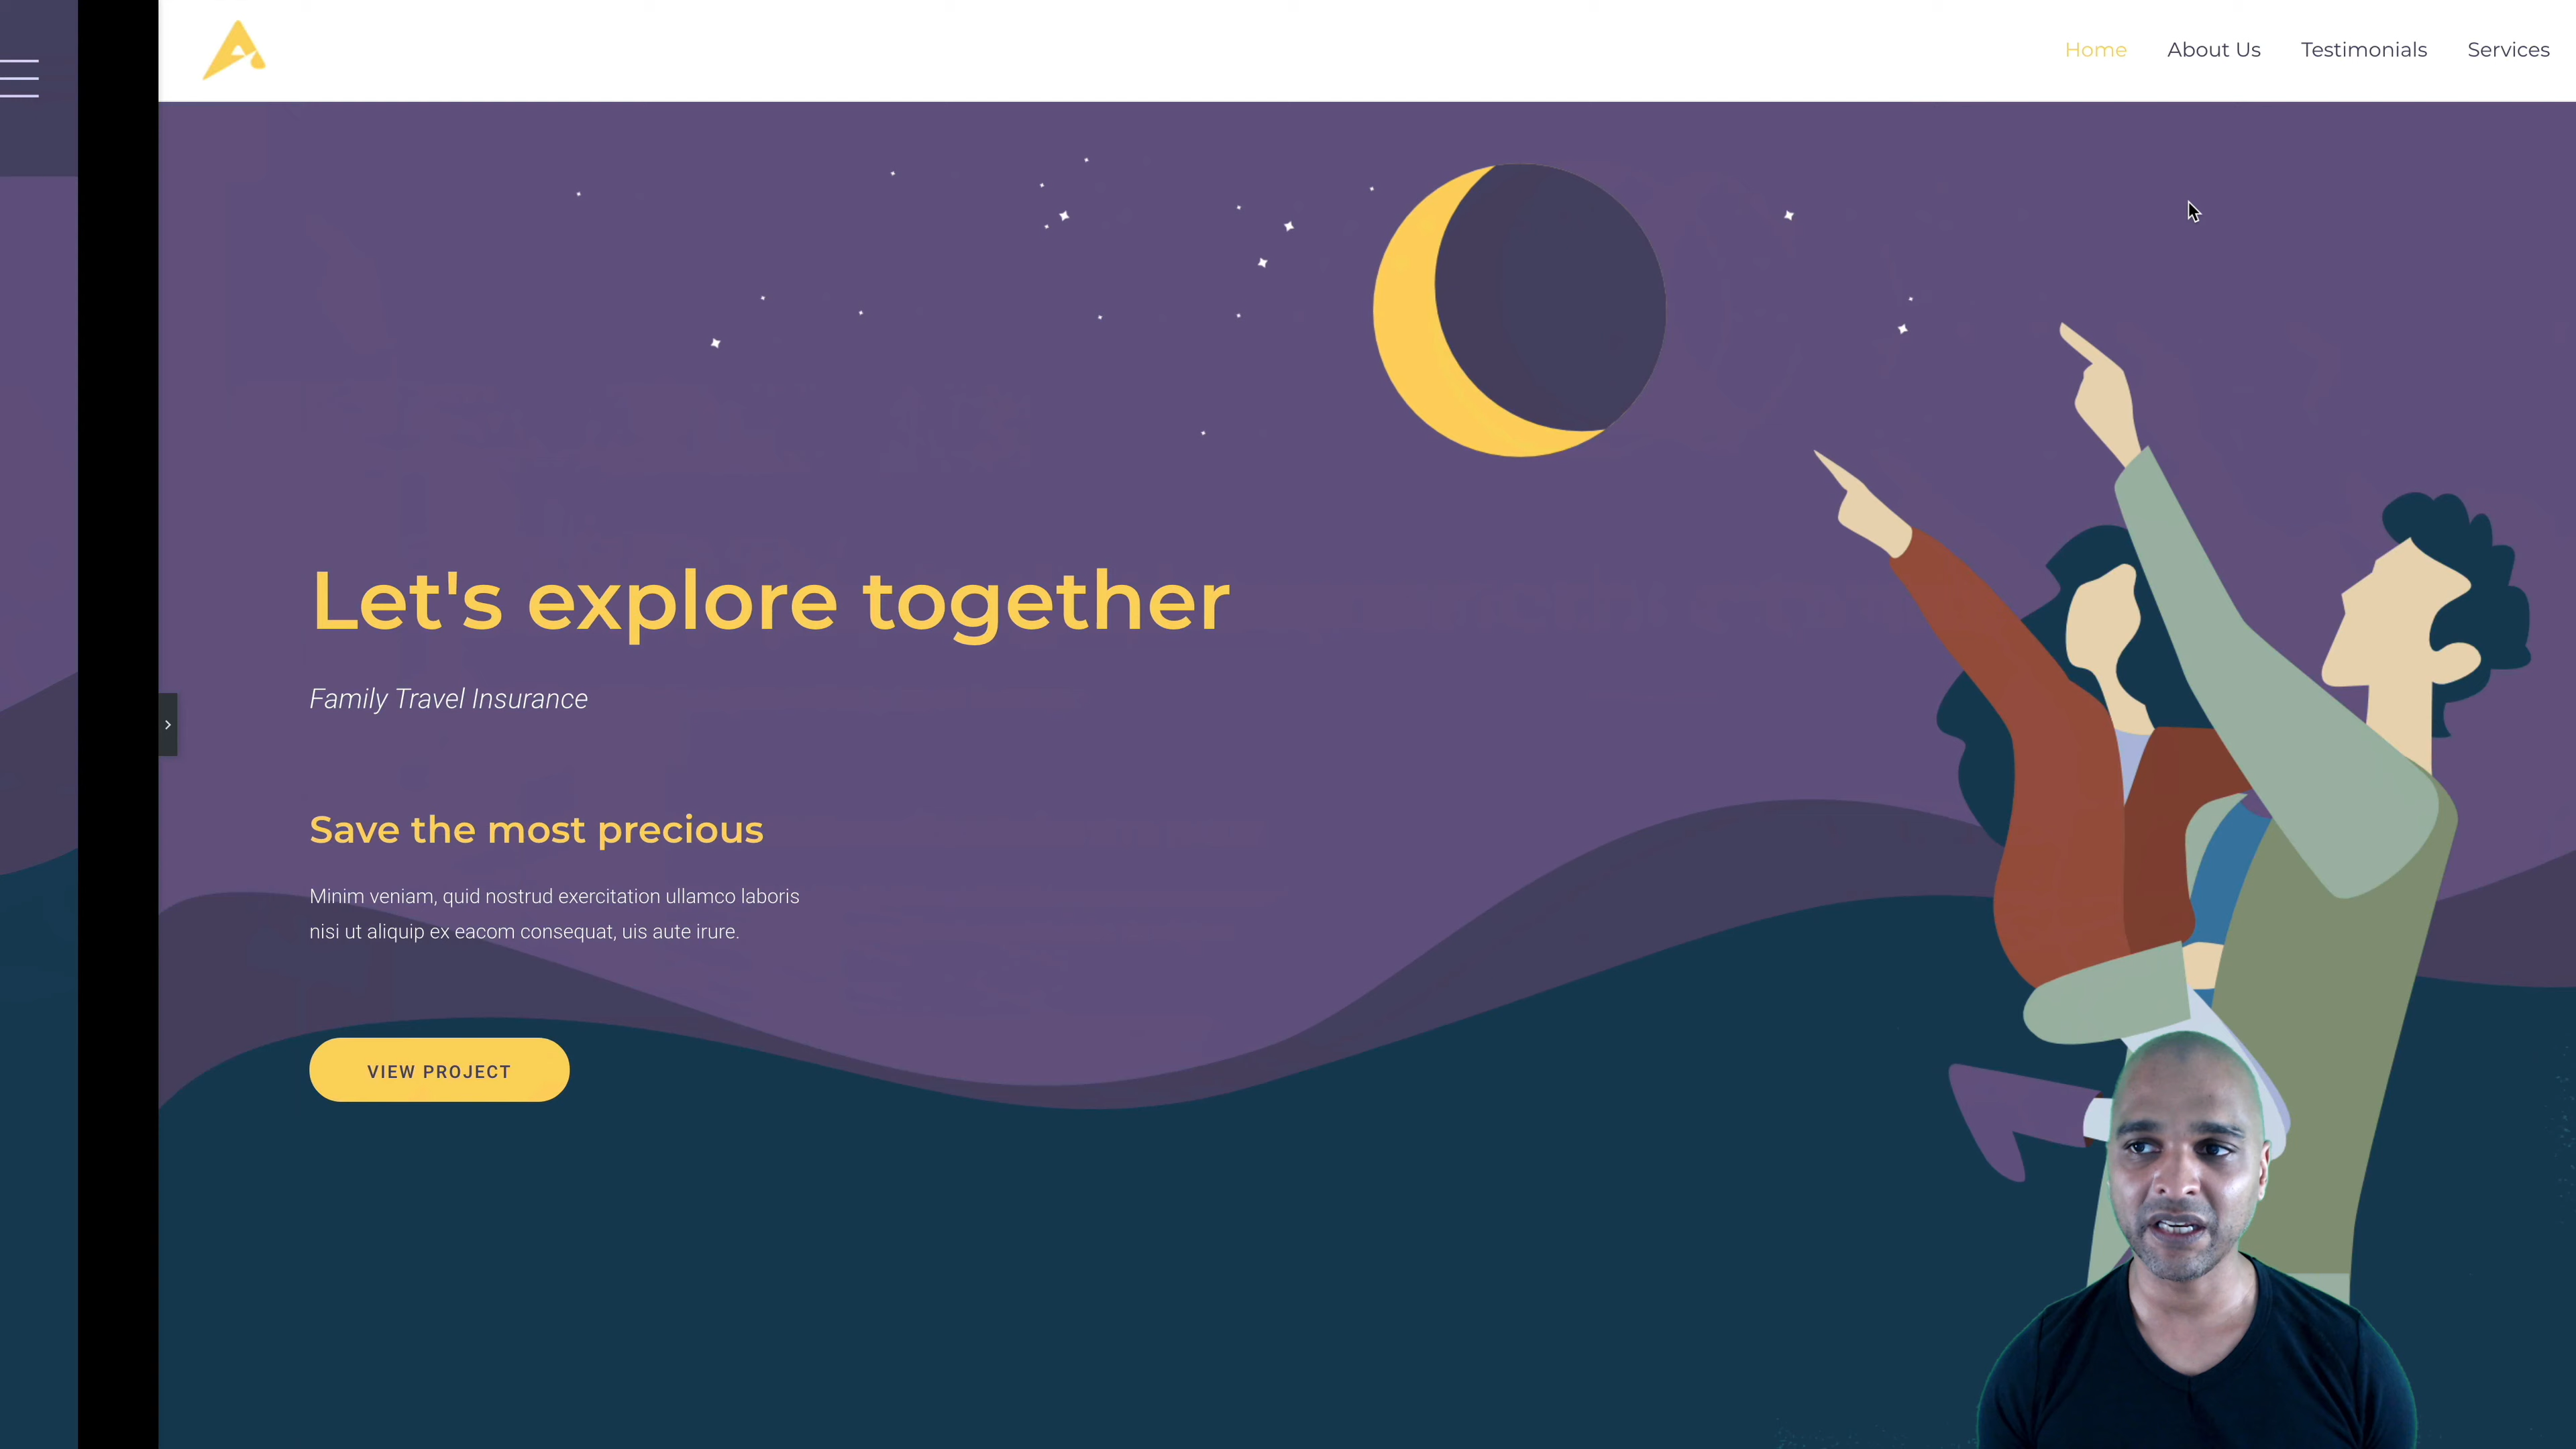 Home About Us Testimonials Services
Let's explore together
Family Travel Insurance
Save the most precious
Minim veniam, quid nostrud exercitation ullamco laboris
nisi ut aliquip ex eacom consequat, uis aute irure.
VIEW PROJECT